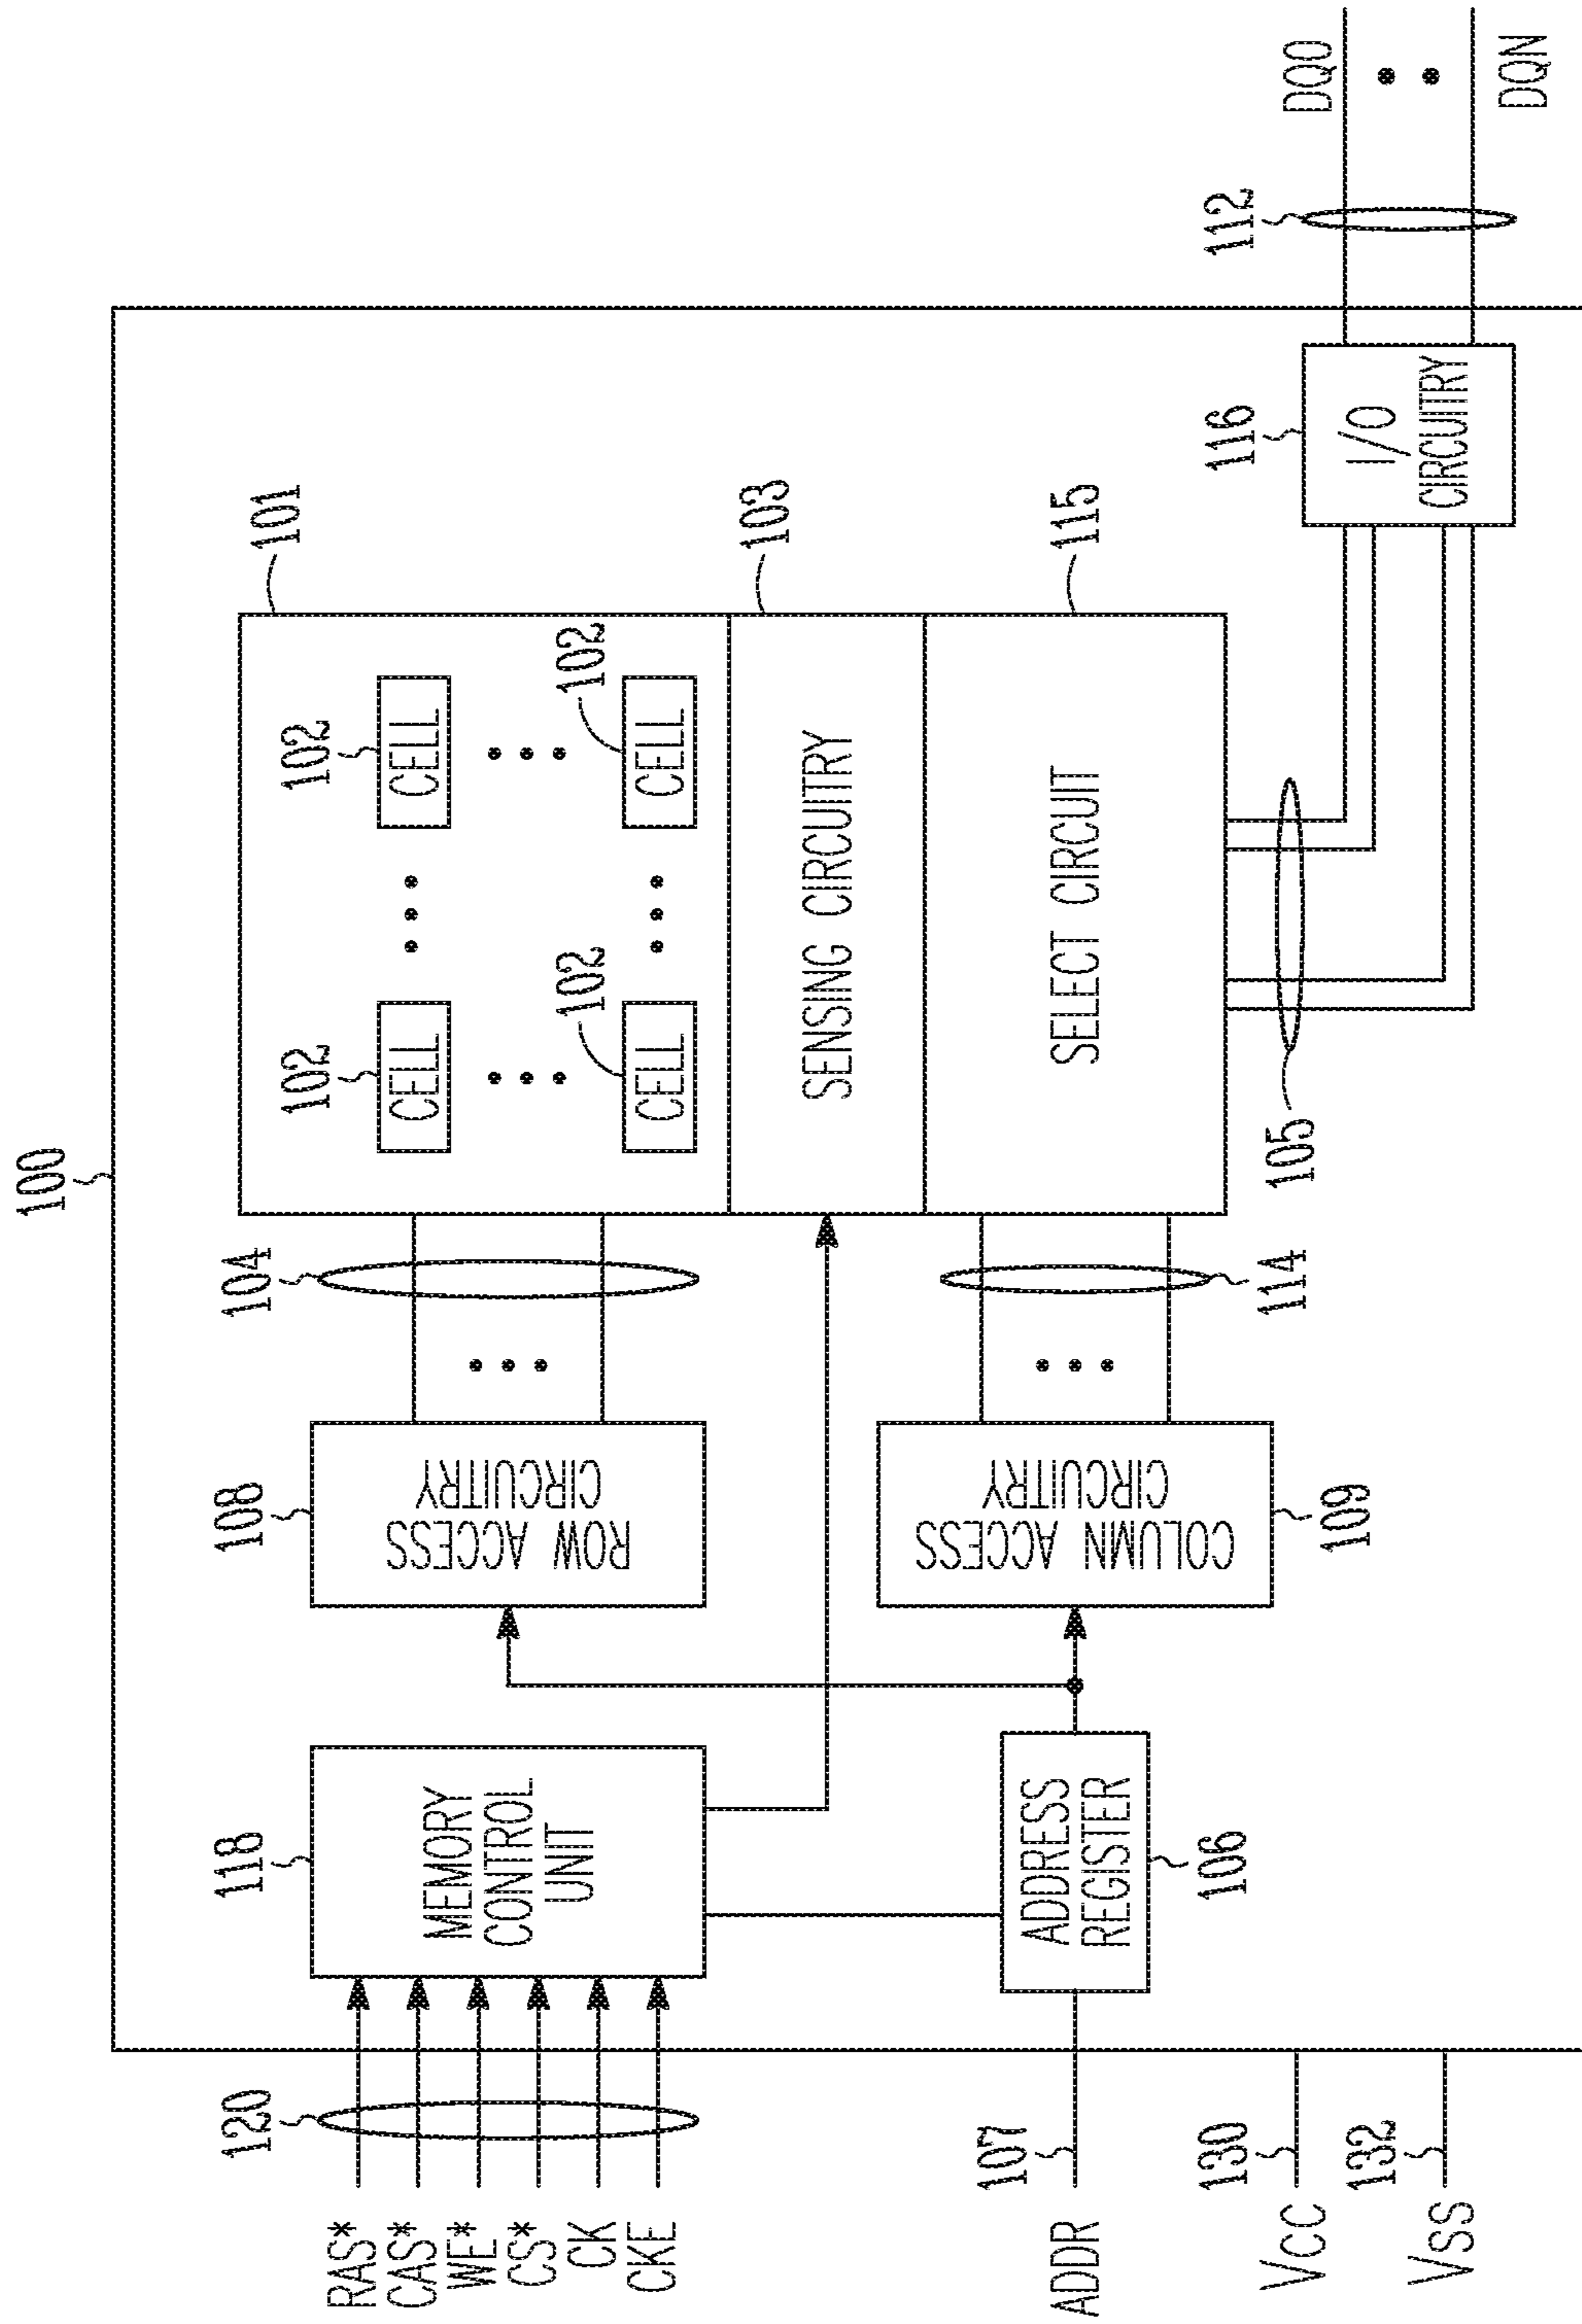 100
101
118
108
104
102
102
120
RAS*
CAS*
WE*
CS*
CK
CKE
MEMORY
CONTROL
UNIT
ROW ACCESS
CIRCUITRY
CELL
CELL
102
102
CELL
CELL
103
SENSING CIRCUITRY
115
107
ADDR
ADDRESS
REGISTER
106
COLUMN ACCESS
CIRCUITRY
109
114
SELECT CIRCUIT
105
116
I/O
CIRCUITRY
112
DQ0
DQN
130
VCC
132
VSS